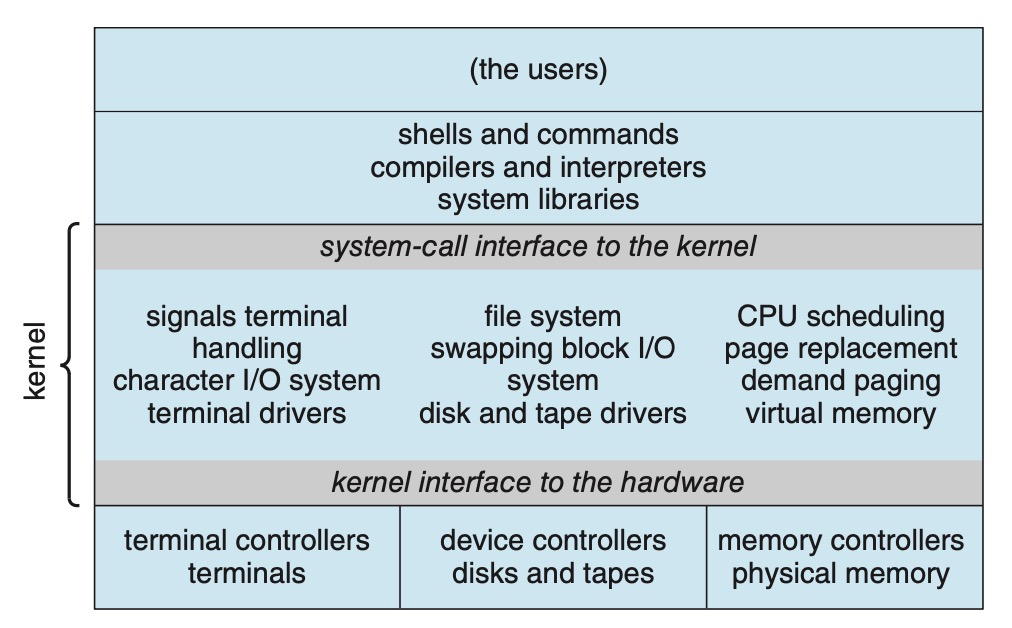 (the users)
shells and commands
compilers and interpreters
system libraries
kernel
system-call interface to the kernel
signals terminal
handling
character I/O system
terminal drivers
file system
swapping block I/O
system
disk and tape drivers
CPU scheduling
page replacement
demand paging
virtual memory
kernel interface to the hardware
terminal controllers
terminals
device controllers
disks and tapes
memory controllers
physical memory